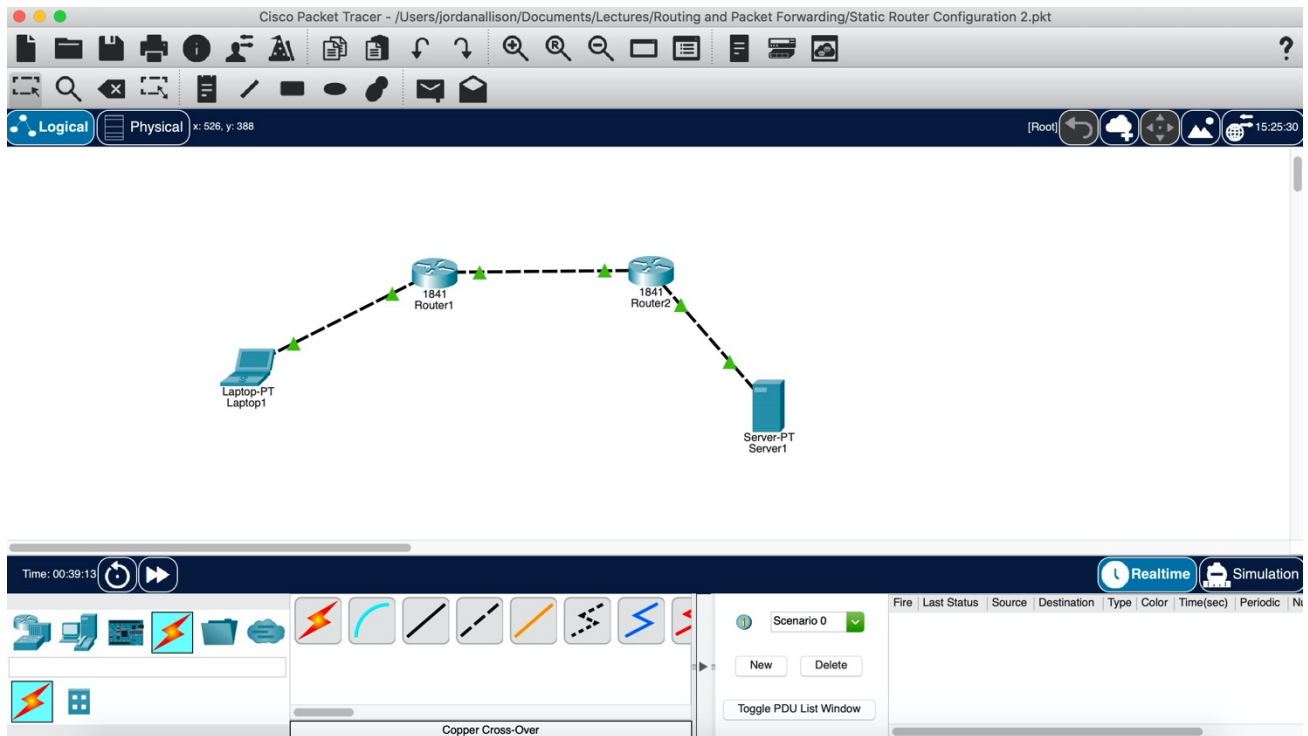 Cisco Packet Tracer - /Users/jordanallison/Documents/Lectures/Routing and Packet Forwarding/Static Router Configuration 2.pkt
Logical Physical x: 526, y: 388 [Root] 15:25:30
1841
Router1
1841
Router2
Laptop-PT
Laptop1
Server-PT
Server1
Time: 00:39:13 Realtime Simulation
Fire Last Status Source Destination Type Color Time(sec) Periodic Nu
Scenario 0
New Delete
Toggle PDU List Window
Copper Cross-Over